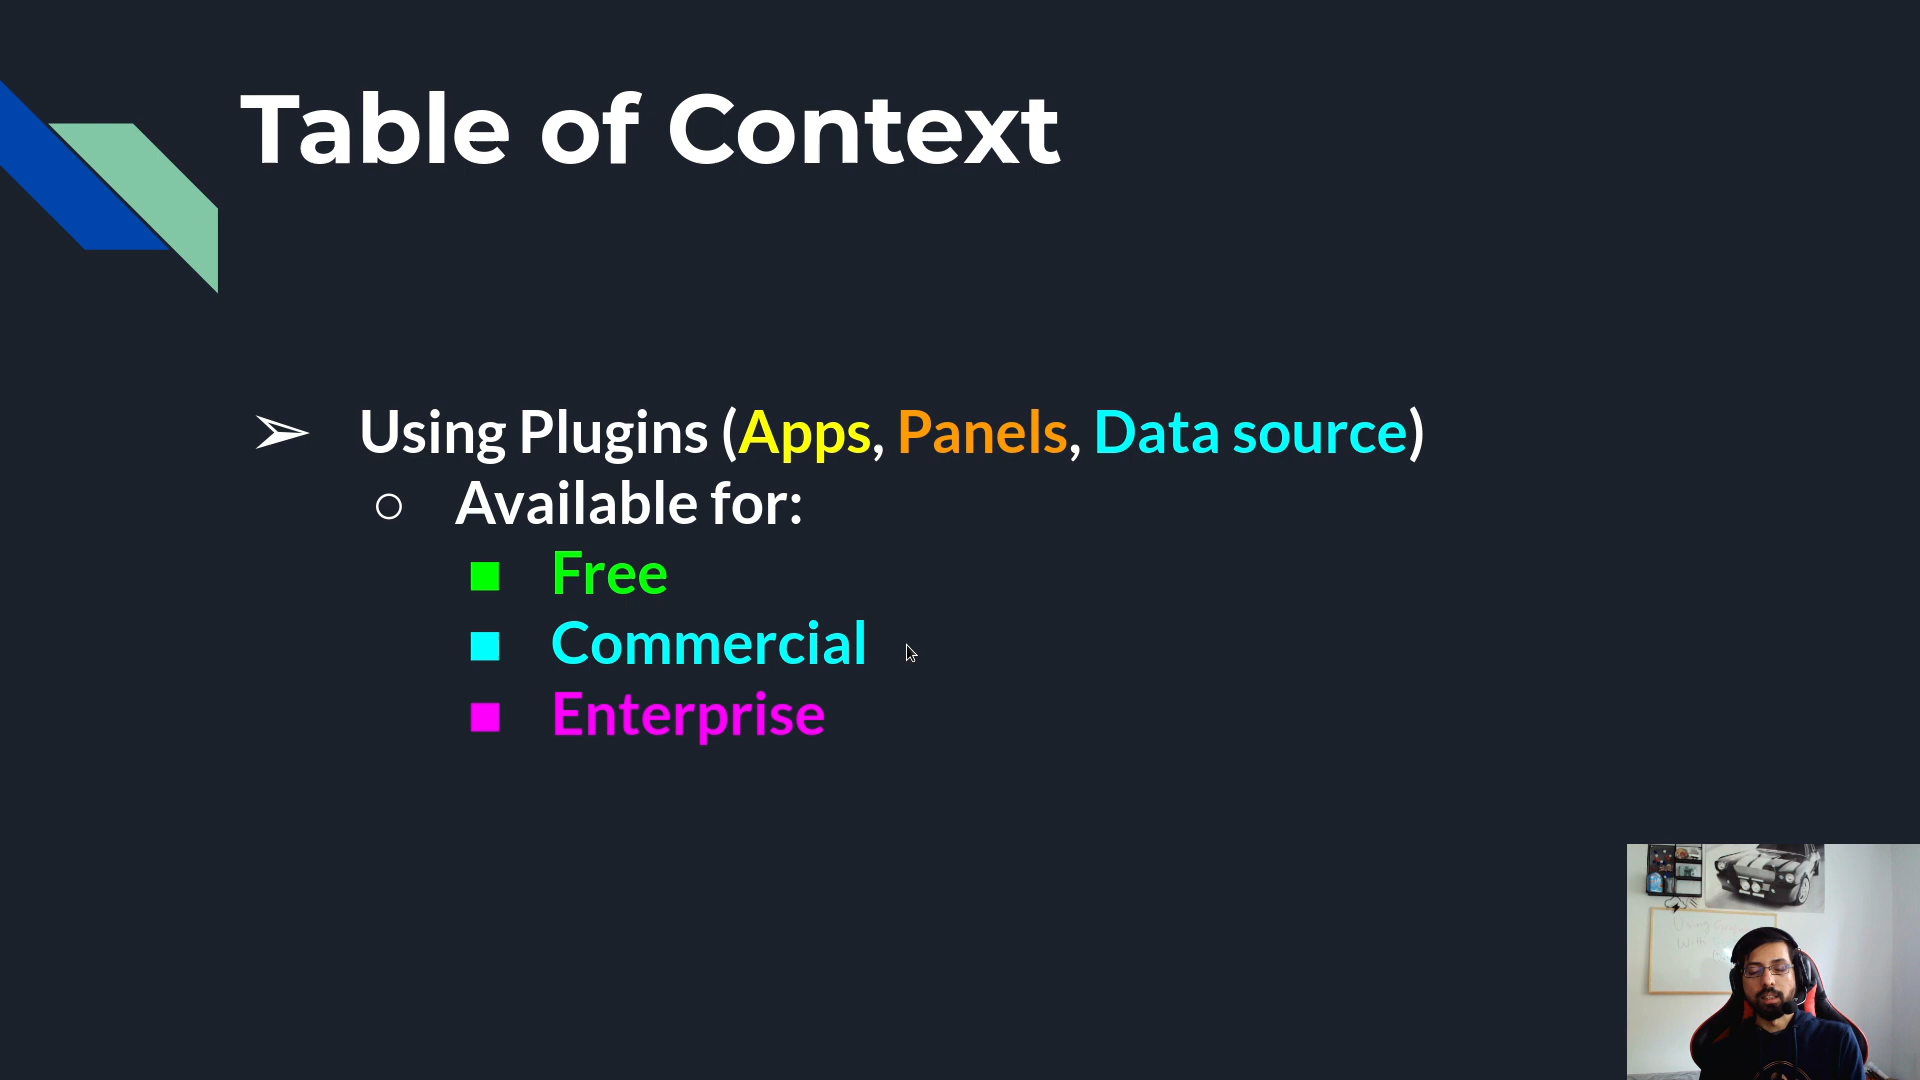 Table of Context
➢ Using Plugins (Apps, Panels, Data source)
○ Available for:
■ Free
■ Commercial
■ Enterprise